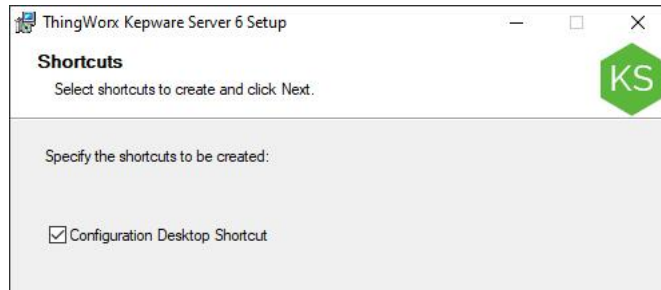 ThingWorx Kepware Server 6 Setup
Shortcuts
Select shortcuts to create and click Next.
KS
Specify the shortcuts to be created:
Configuration Desktop Shortcut